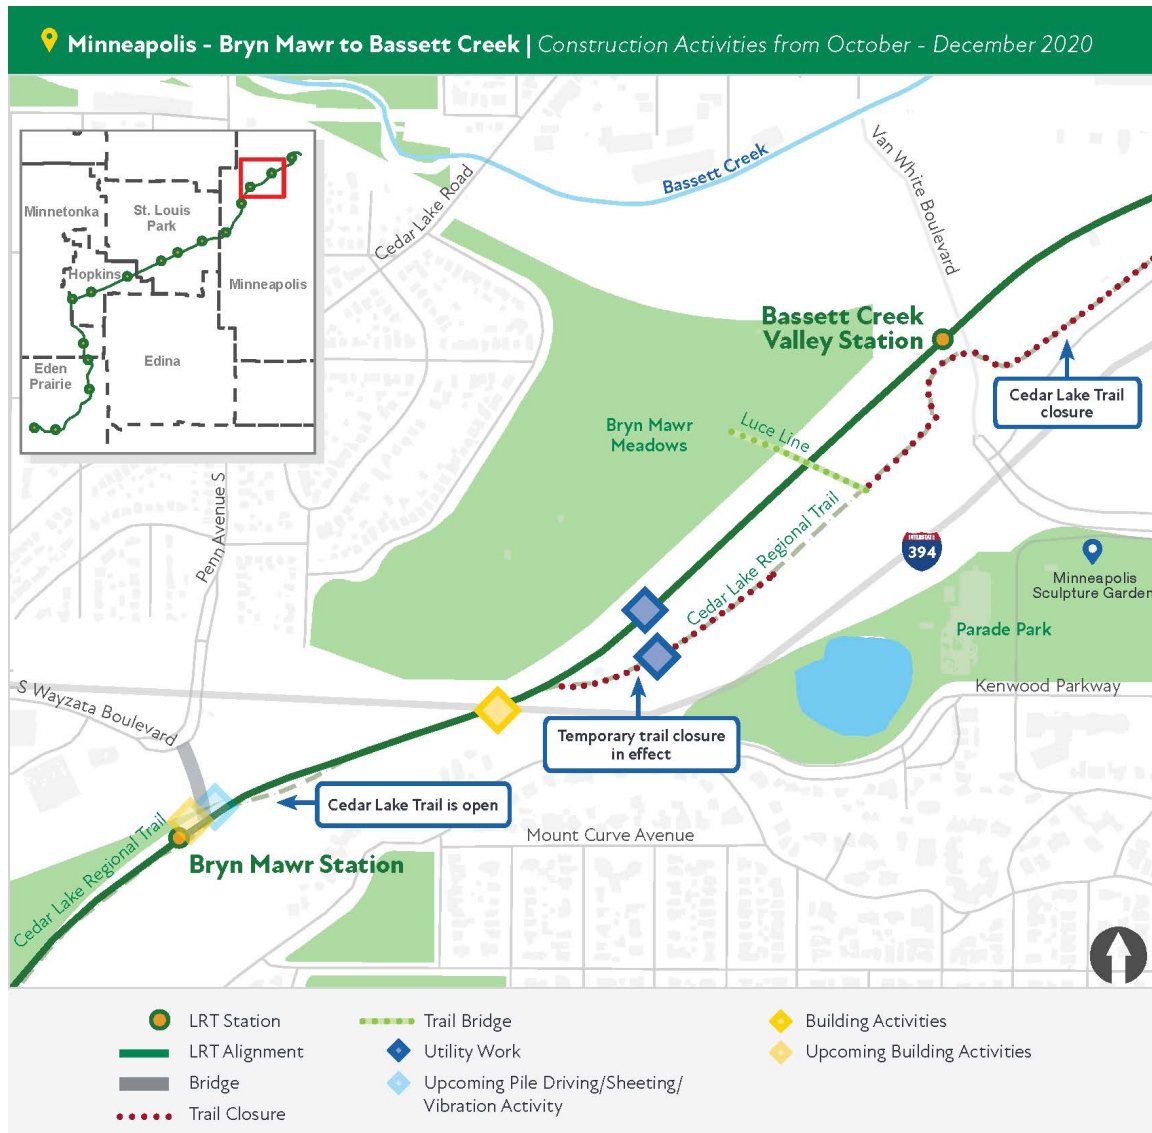 Minneapolis - Bryn Mawr to Bassett Creek | Construction Activities from October - December 2020
Minnetonka
St. Louis
Park
Hopkins
Minneapolis
Edina
Eden
Prairie
Cedar Lake Road
Bassett Creek
Van White Boulevard
Bassett Creek
Valley Station
Cedar Lake Trail
closure
Bryn Mawr
Meadows
Luce Line
Cedar Lake Regional Trail
Penn Avenue S
INTERSTATE
394
Minneapolis
Sculpture Garden
Parade Park
Kenwood Parkway
S Wayzata Boulevard
Temporary trail closure
in effect
Cedar Lake Trail is open
Mount Curve Avenue
Cedar Lake Regional Trail
Bryn Mawr Station
LRT Station
LRT Alignment
Bridge
Trail Closure
Trail Bridge
Utility Work
Upcoming Pile Driving/Sheeting/
Vibration Activity
Building Activities
Upcoming Building Activities